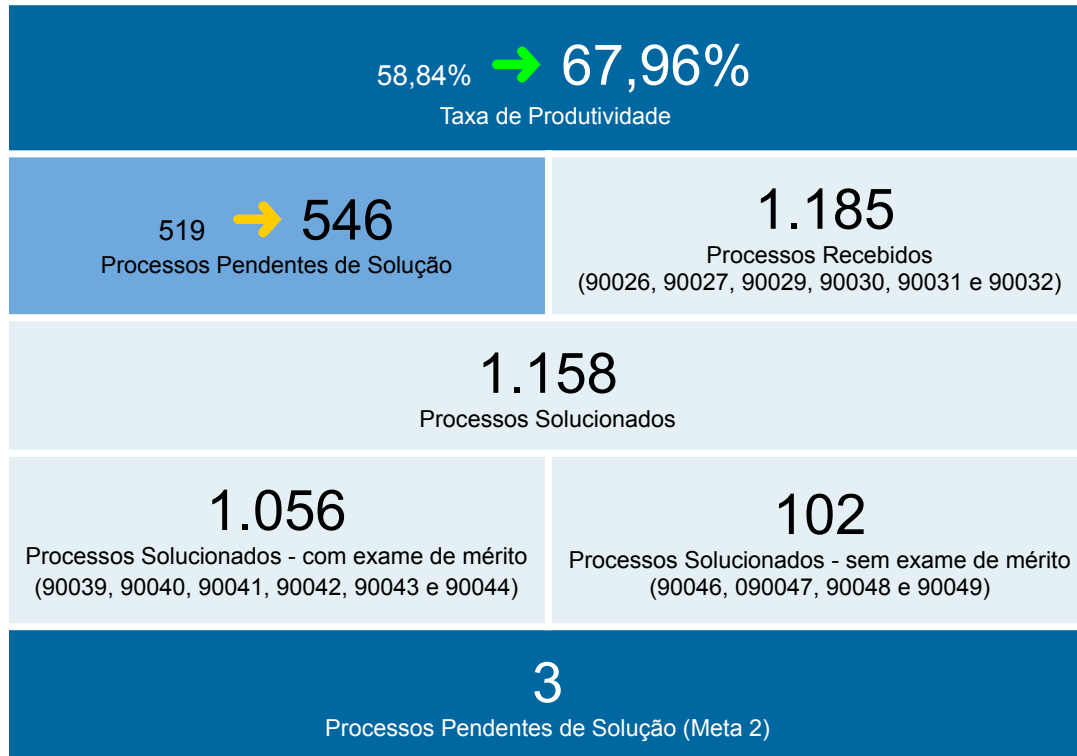 58,84% 67,96%
Taxa de Produtividade
519 546
Processos Pendentes de Solução
1.185
Processos Recebidos
(90026, 90027, 90029, 90030, 90031 e 90032)
1.158
Processos Solucionados
1.056
Processos Solucionados - com exame de mérito
(90039, 90040, 90041, 90042, 90043 e 90044)
102
Processos Solucionados - sem exame de mérito
(90046, 090047, 90048 e 90049)
3
Processos Pendentes de Solução (Meta 2)